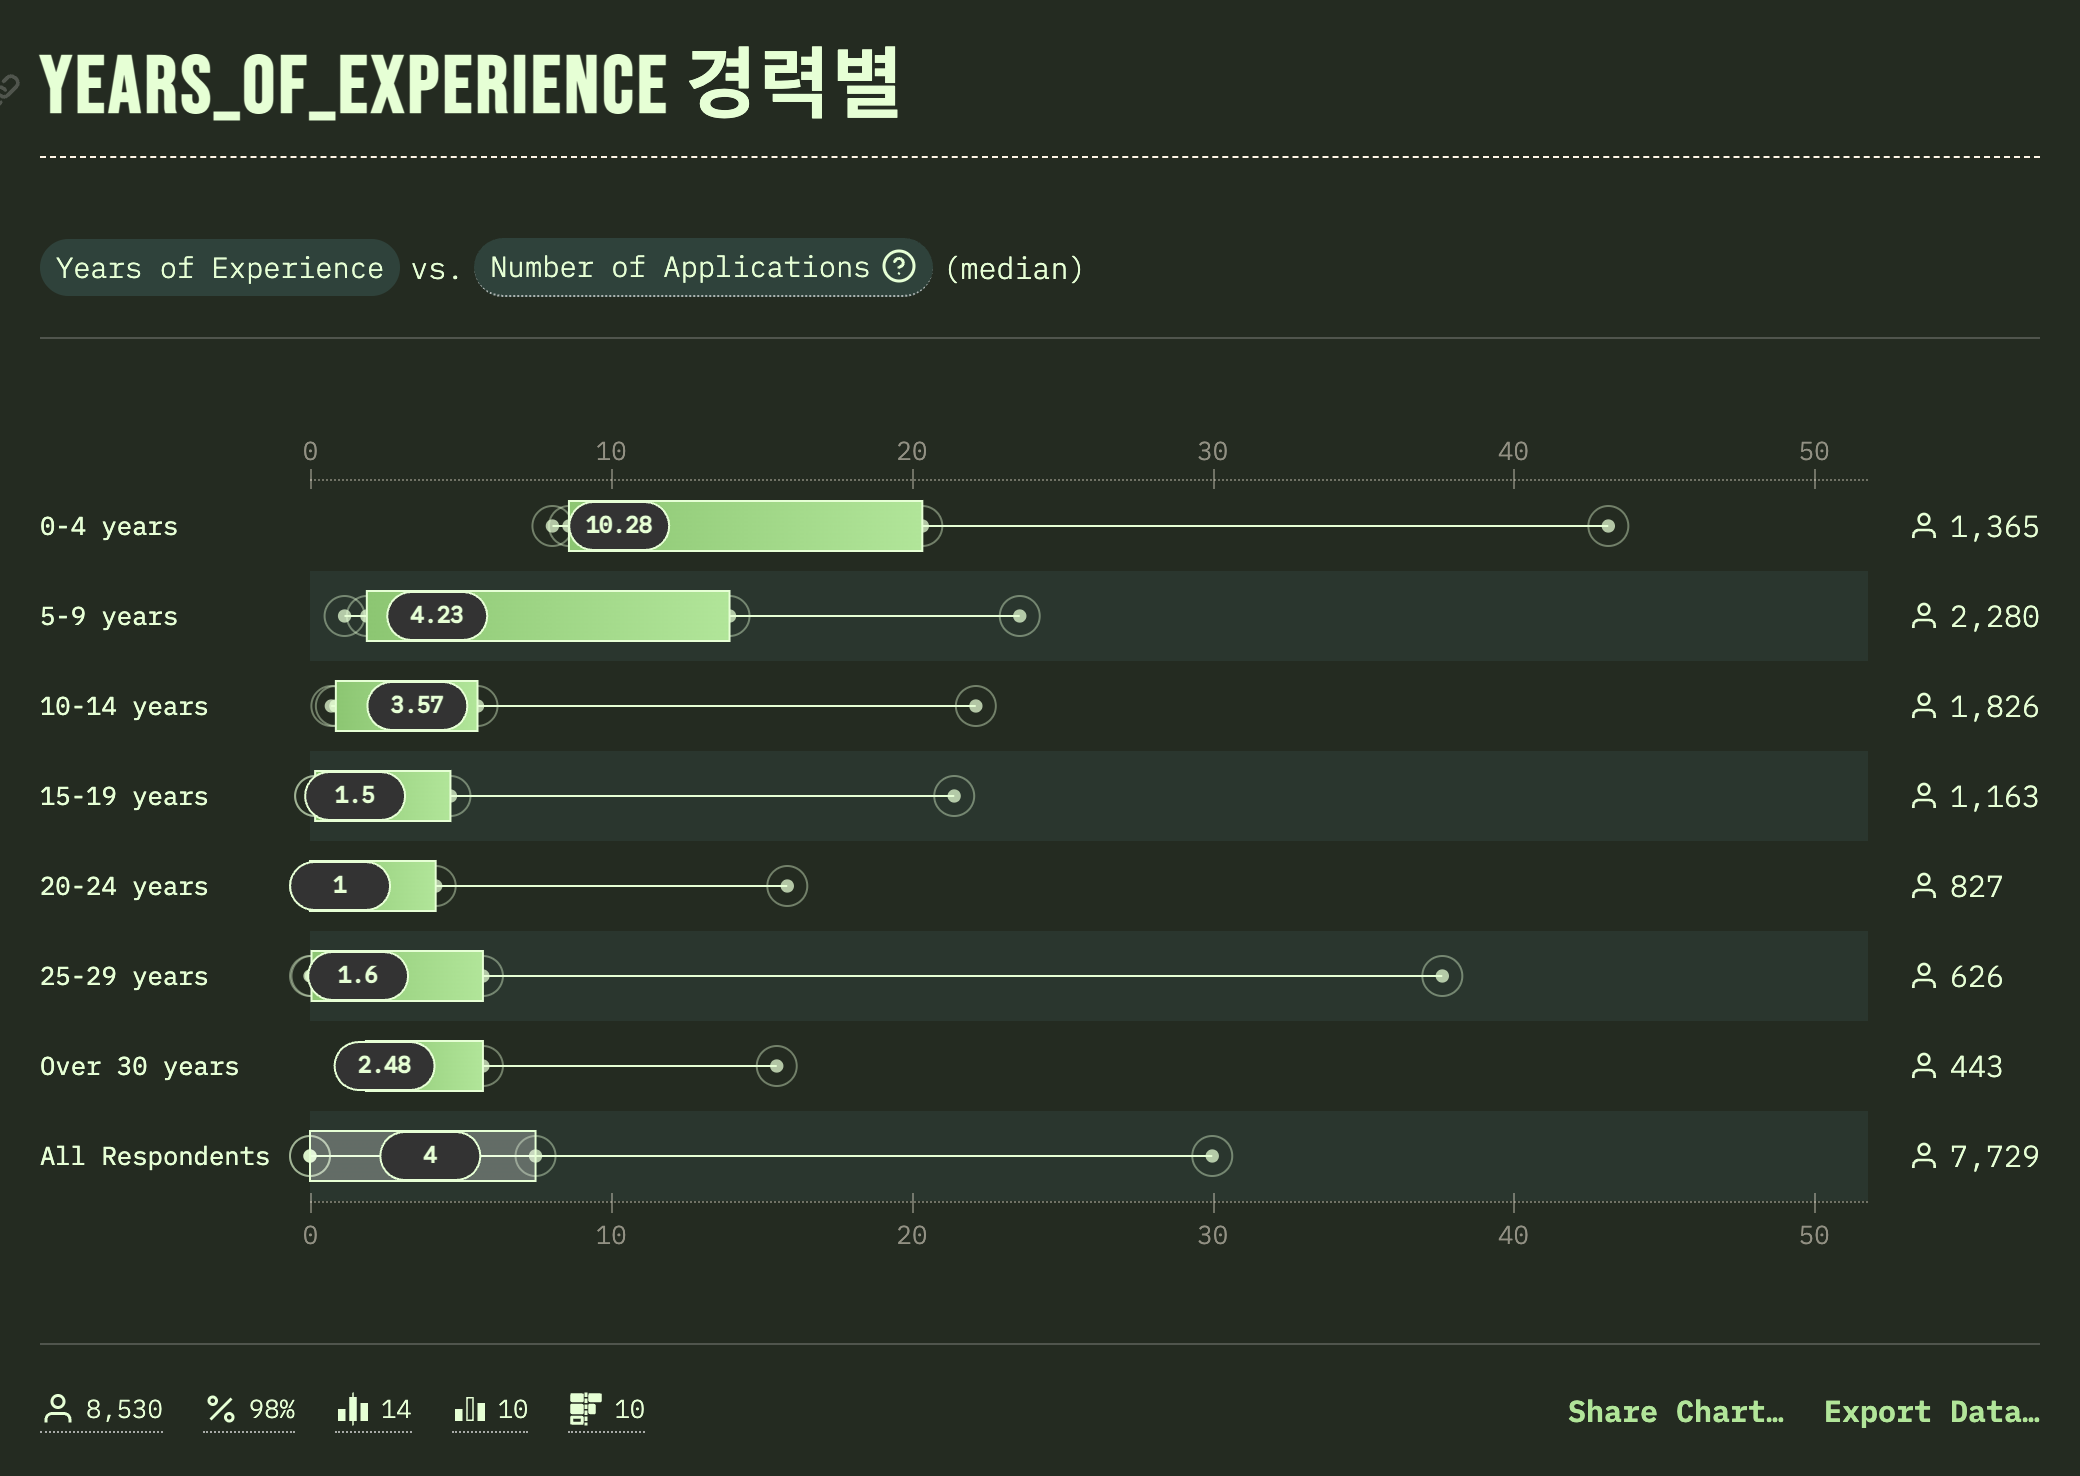 YEARS_OF_EXPERIENCE 경력별
Years of Experience vs. Number of Applications ? (median)
0 10 20 30 40 50
0-4 years 10.28 1,365
5-9 years 4.23 2,280
10-14 years 3.57 1,826
15-19 years 1.5 1,163
20-24 years 1 827
25-29 years 1.6 626
Over 30 years 2.48 443
All Respondents 4 7,729
0 10 20 30 40 50
8,530 98% 14 10 10 Share Chart… Export Data…